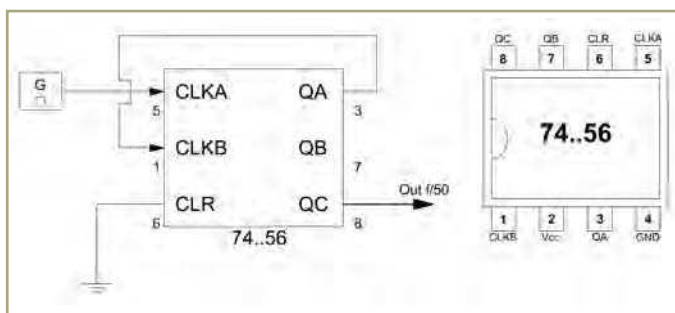 G
CLKA QA
5 3
CLKB QB
1 7
CLR QC
6 8
Out f/50
74..56
QC QB CLR CLKA
8 7 6 5
74..56
1 2 3 4
CLKB Vcc QA GND